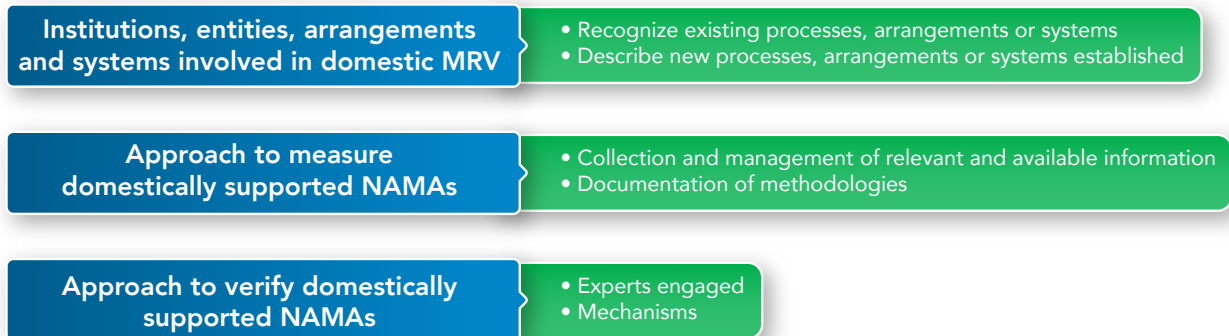 Institutions, entities, arrangements
and systems involved in domestic MRV
• Recognize existing processes, arrangements or systems
• Describe new processes, arrangements or systems established
Approach to measure
domestically supported NAMAs
• Collection and management of relevant and available information
• Documentation of methodologies
Approach to verify domestically
supported NAMAs
• Experts engaged
• Mechanisms